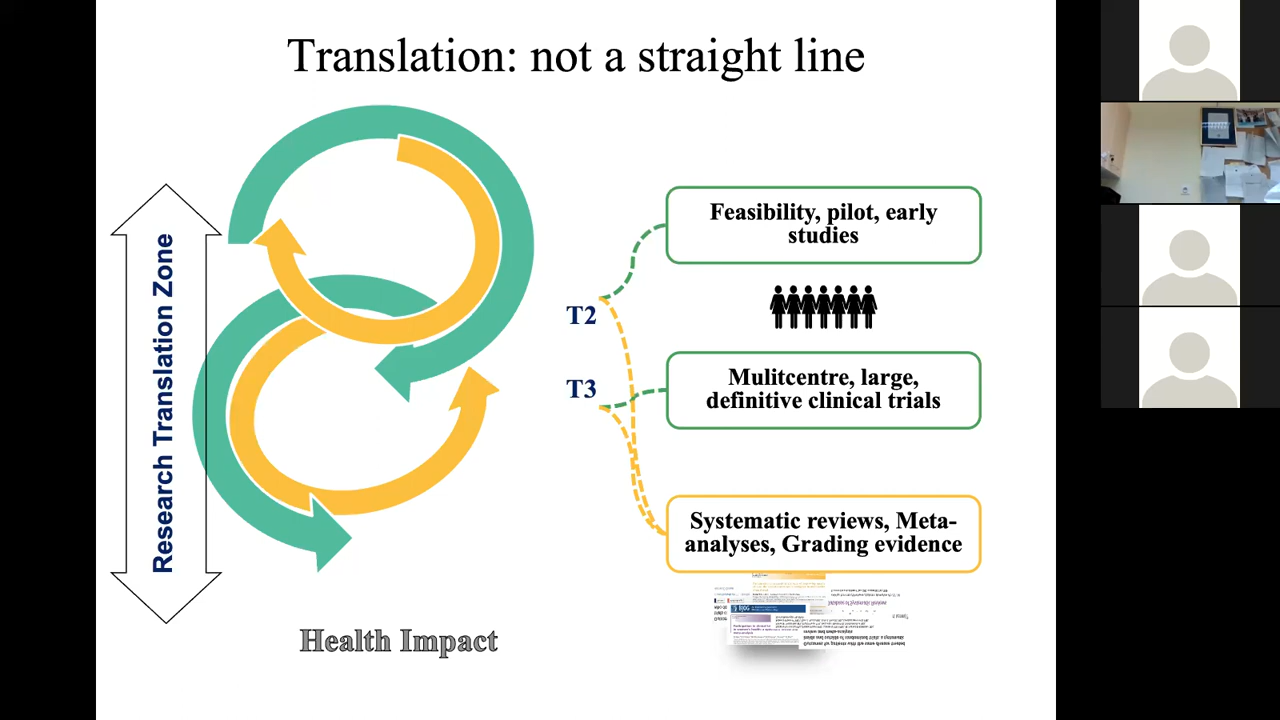 Translation: not a straight line
Research Translation Zone
Feasibility, pilot, early
studies
T2
T3
Mulitcentre, large,
definitive clinical trials
Systematic reviews, Meta-
analyses, Grading evidence
BJOG
Health Impact